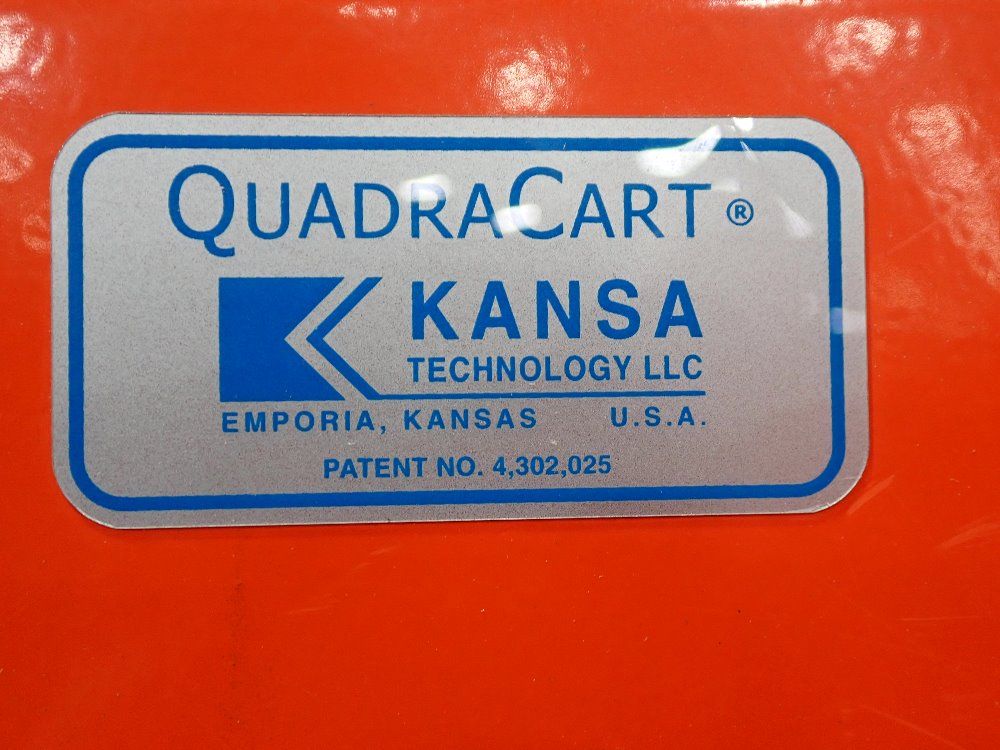 QUADRACART ®
KANSA
TECHNOLOGY LLC
EMPORIA, KANSAS U.S.A.
PATENT NO. 4,302,025